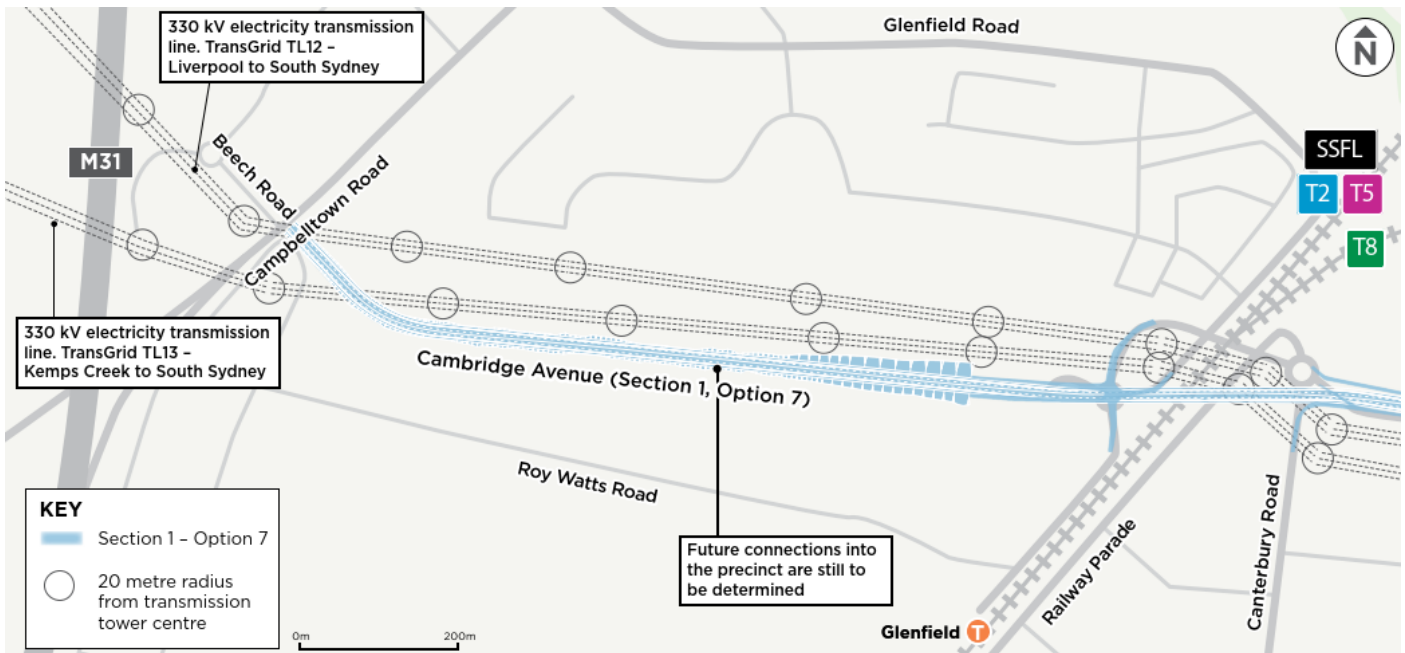 330 kV electricity transmission
line. TransGrid TL12 –
Liverpool to South Sydney
Glenfield Road
N
M31
Beech Road
Campbelltown Road
SSFL
T2
T5
T8
330 kV electricity transmission
line. TransGrid TL13 –
Kemps Creek to South Sydney
Cambridge Avenue (Section 1, Option 7)
Roy Watts Road
Future connections into
the precinct are still to
be determined
Railway Parade
Canterbury Road
Glenfield
T
KEY
Section 1 – Option 7
20 metre radius
from transmission
tower centre
0m
200m